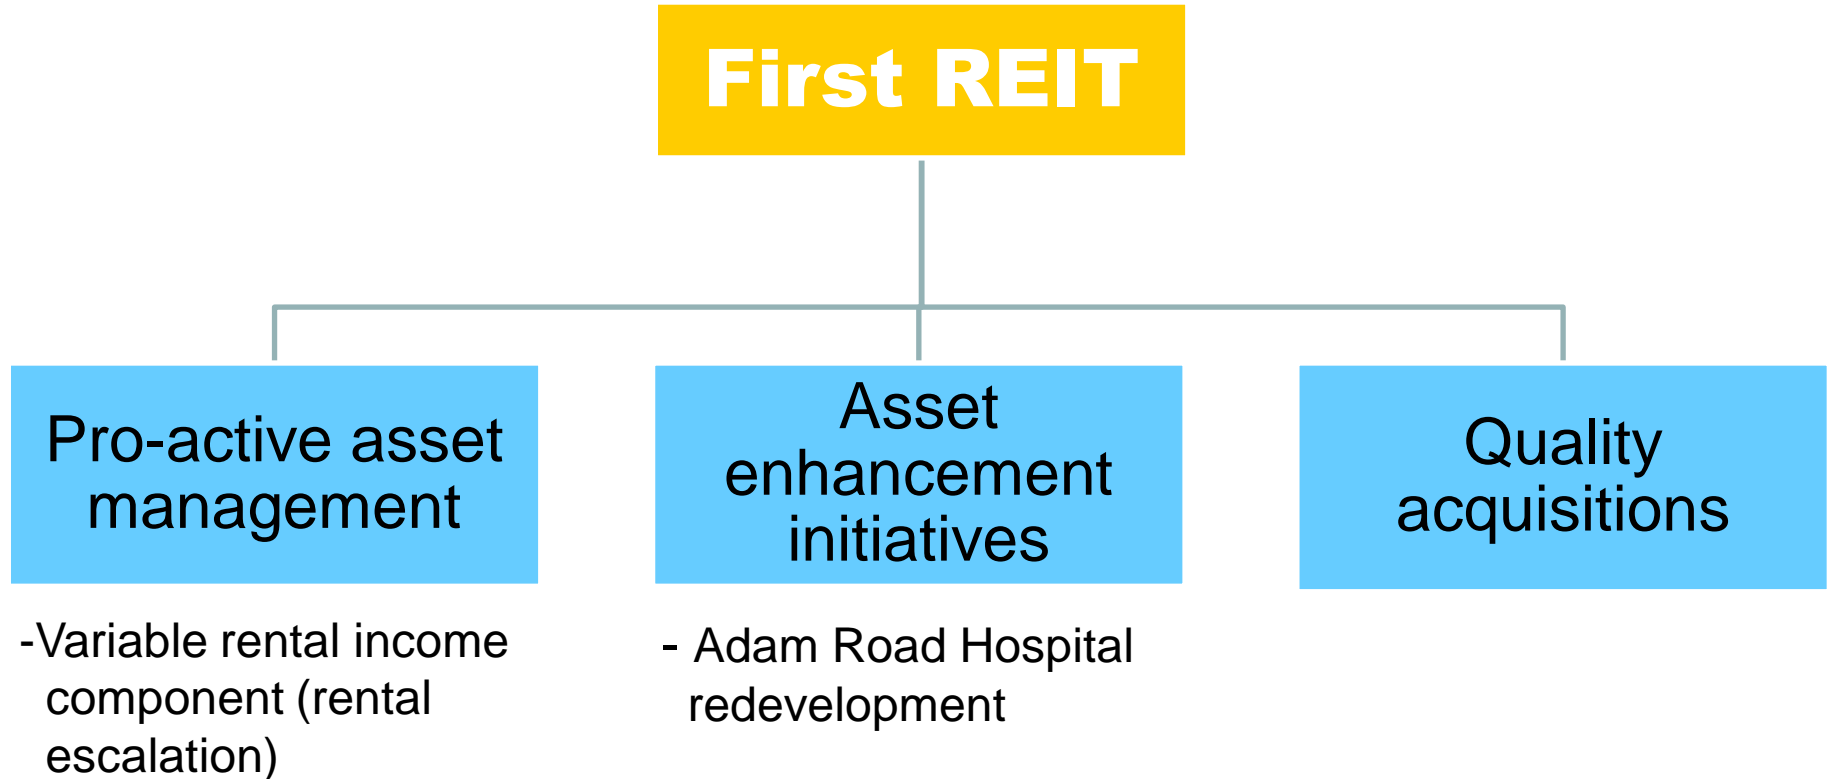 First REIT
Pro-active asset
management
-Variable rental income
component (rental
escalation)
Asset
enhancement
initiatives
- Adam Road Hospital
redevelopment
Quality
acquisitions